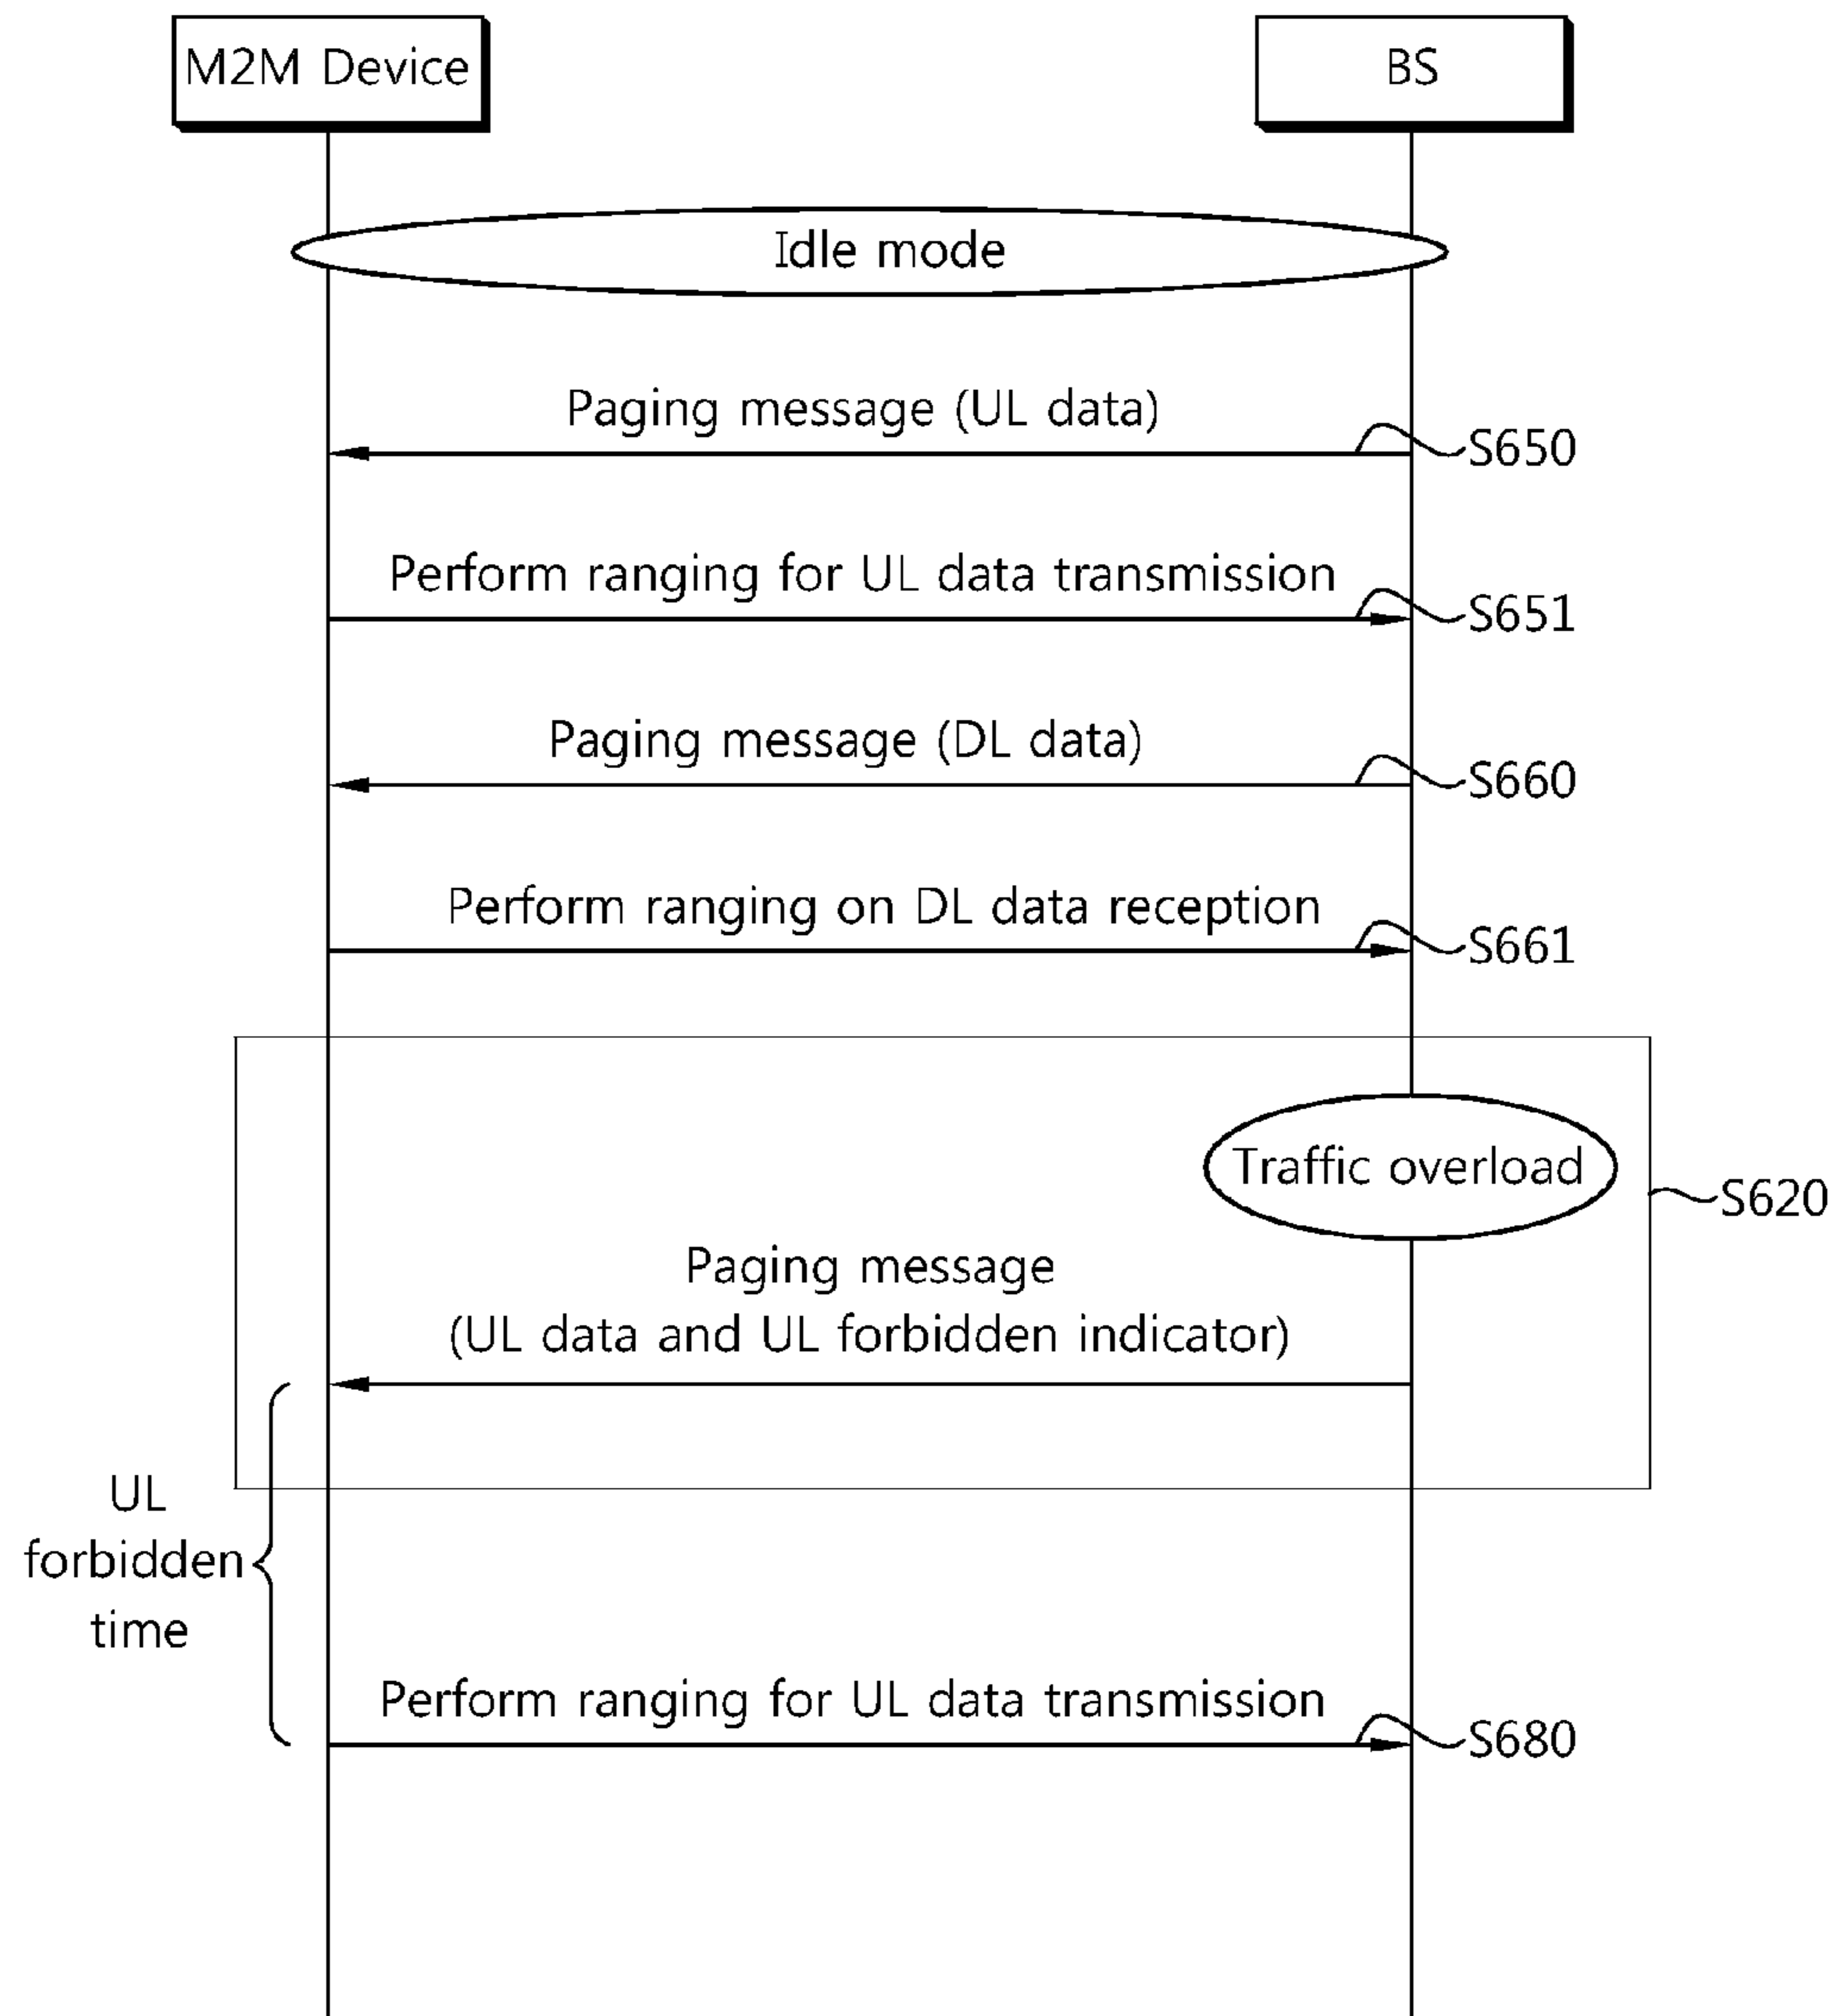 M2M Device
BS
Idle mode
Paging message (UL data)
S650
Perform ranging for UL data transmission
S651
Paging message (DL data)
S660
Perform ranging on DL data reception
S661
Traffic overload
S620
Paging message
(UL data and UL forbidden indicator)
UL
forbidden
time
Perform ranging for UL data transmission
S680